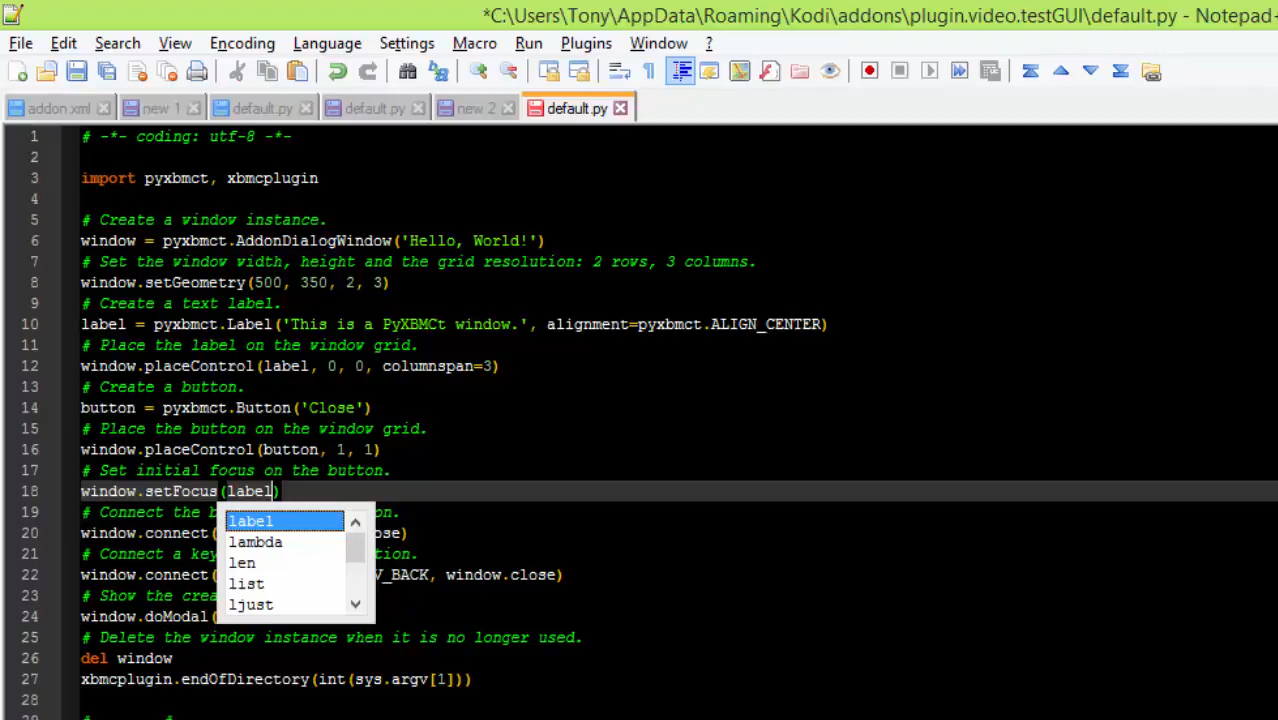 *C:\Users\Tony\AppData\Roaming\Kodi\addons\plugin.video.testGUI\default.py - Notepad+
File Edit Search View Encoding Language Settings Macro Run Plugins Window ?
addon.xml new 1 default.py default.py new 2 default.py
1 # -*- coding: utf-8 -*-
2
3 import pyxbmct, xbmcplugin
4
5 # Create a window instance.
6 window = pyxbmct.AddonDialogWindow('Hello, World!')
7 # Set the window width, height and the grid resolution: 2 rows, 3 columns.
8 window.setGeometry(500, 350, 2, 3)
9 # Create a text label.
10 label = pyxbmct.Label('This is a PyXBMCt window.', alignment=pyxbmct.ALIGN_CENTER)
11 # Place the label on the window grid.
12 window.placeControl(label, 0, 0, columnspan=3)
13 # Create a button.
14 button = pyxbmct.Button('Close')
15 # Place the button on the window grid.
16 window.placeControl(button, 1, 1)
17 # Set initial focus on the button.
18 window.setFocus(label)
19 # Connect the b on.
20 window.connect( ose)
21 # Connect a key tion.
22 window.connect( V_BACK, window.close)
23 # Show the crea
24 window.doModal(
label
lambda
len
list
ljust
25 # Delete the window instance when it is no longer used.
26 del window
27 xbmcplugin.endOfDirectory(int(sys.argv[1]))
28